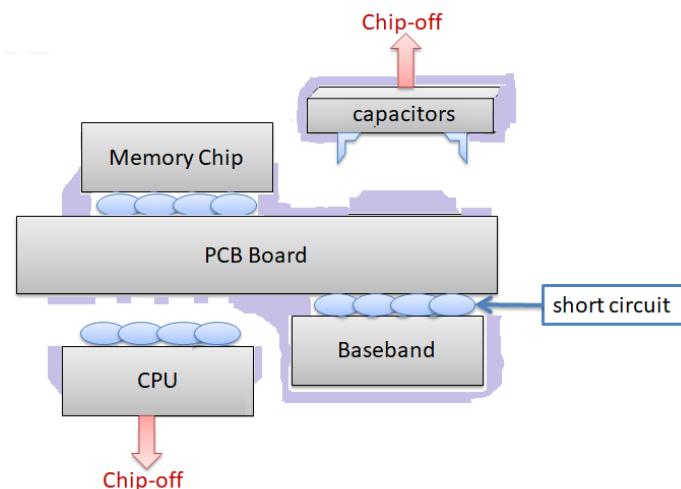 Chip-off
capacitors
Memory Chip
PCB Board
short circuit
Baseband
CPU
Chip-off